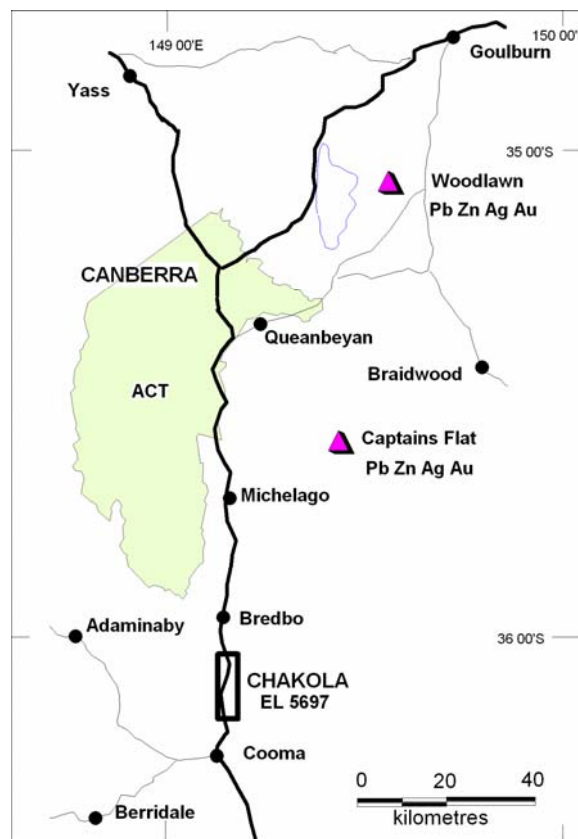 149 00'E
150 00'
Goulburn
Yass
35 00'S
Woodlawn
Pb Zn Ag Au
CANBERRA
Queanbeyan
Braidwood
ACT
Captains Flat
Pb Zn Ag Au
Michelago
Bredbo
Adaminaby
36 00'S
CHAKOLA
EL 5697
Cooma
0 20 40
kilometres
Berridale